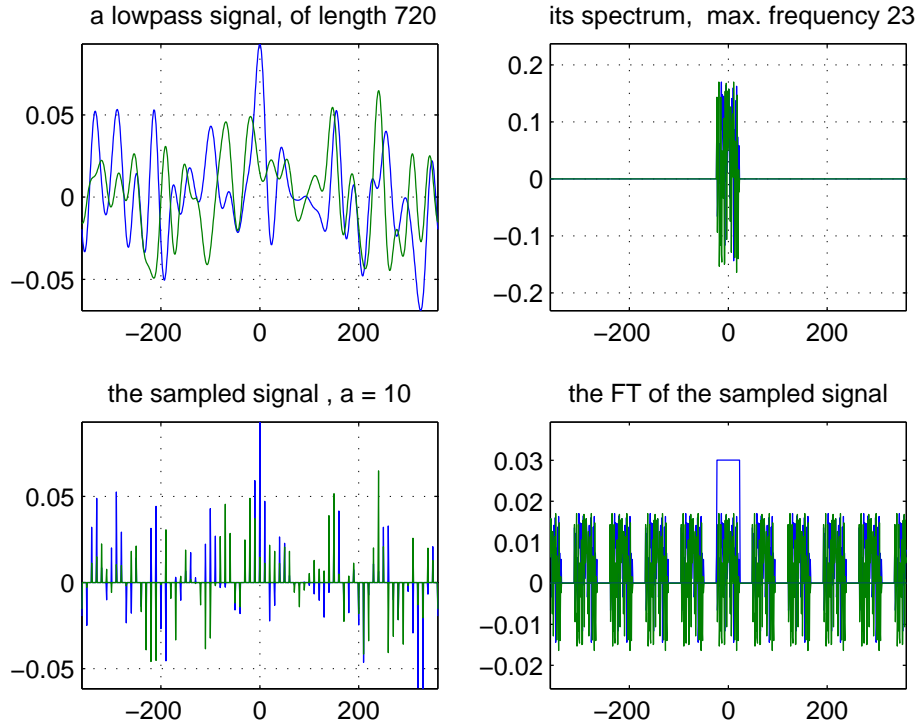 a lowpass signal, of length 720
0.05
0
−0.05
−200 0 200
its spectrum,  max. frequency 23
0.2
0.1
0
−0.1
−0.2
−200 0 200
the sampled signal , a = 10
0.05
0
−0.05
−200 0 200
the FT of the sampled signal
0.03
0.02
0.01
0
−0.01
−0.02
−200 0 200